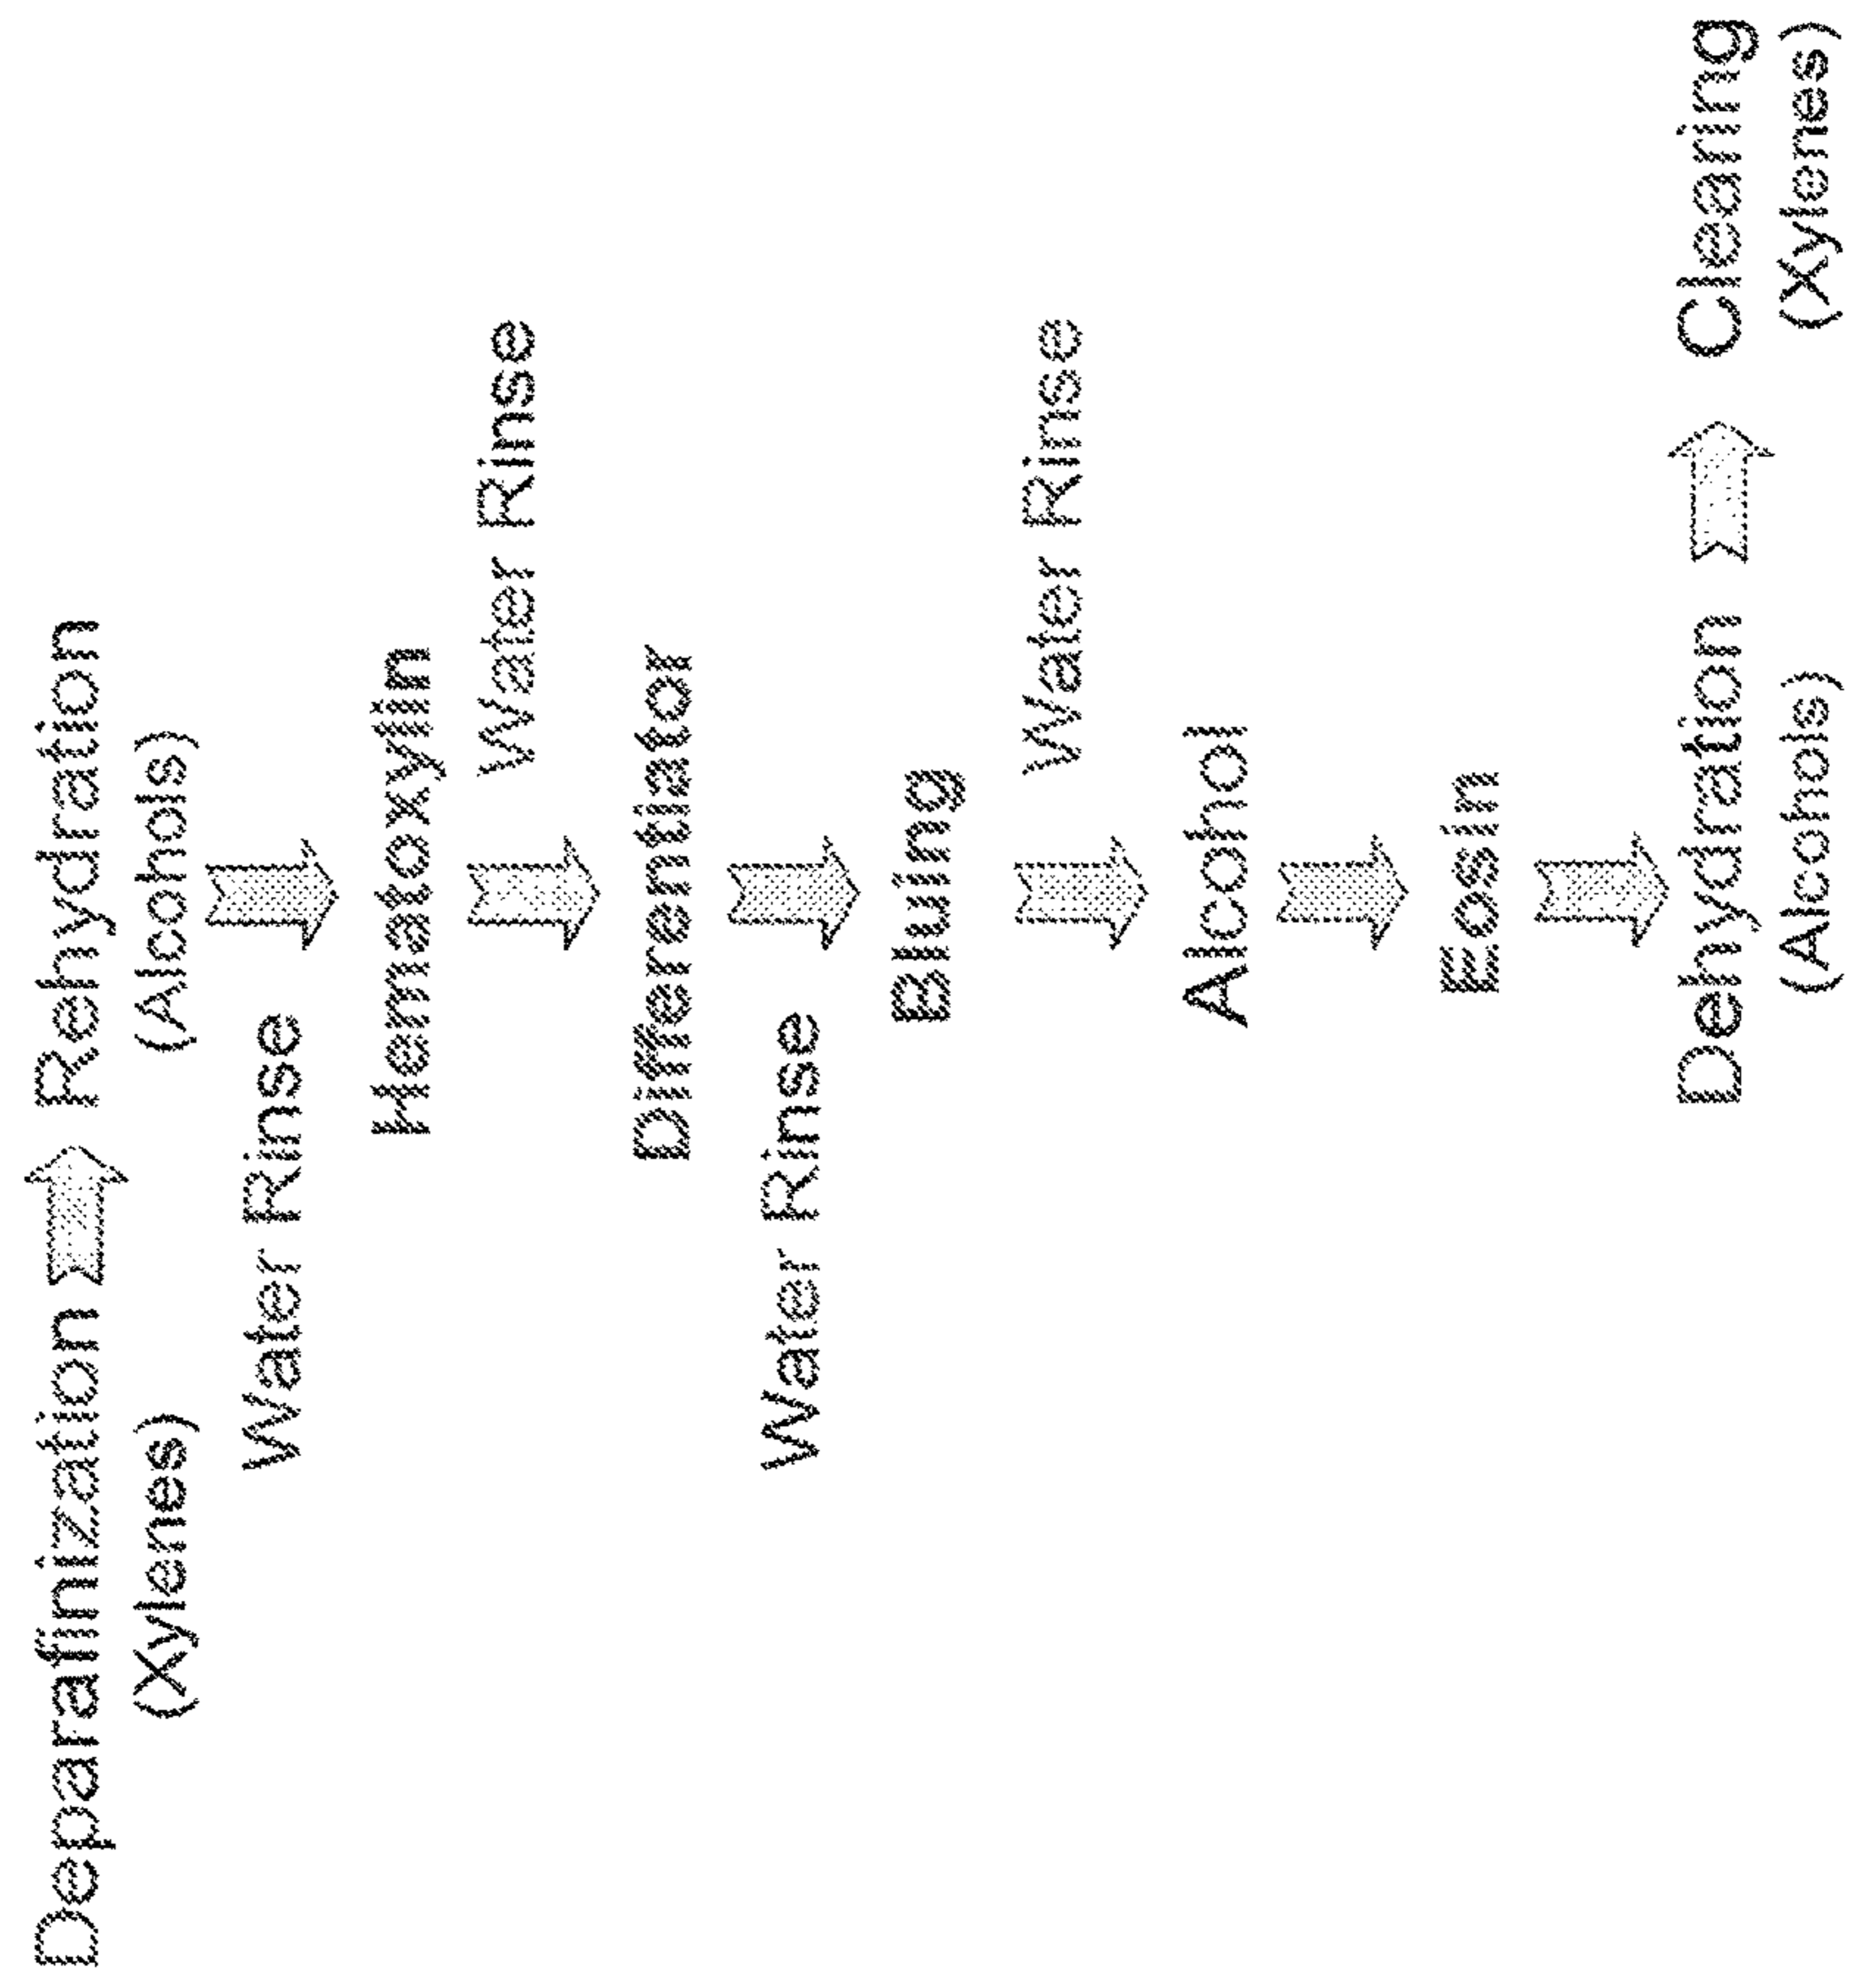 Deparaffinization
(Xylenes)
Rehydration
(Alcohols)
Water Rinse
Hematoxylin
Water Rinse
Differentiator
Water Rinse
Bluing
Water Rinse
Alcohol
Eosin
Dehydration
(Alcohols)
Clearing
(Xylenes)